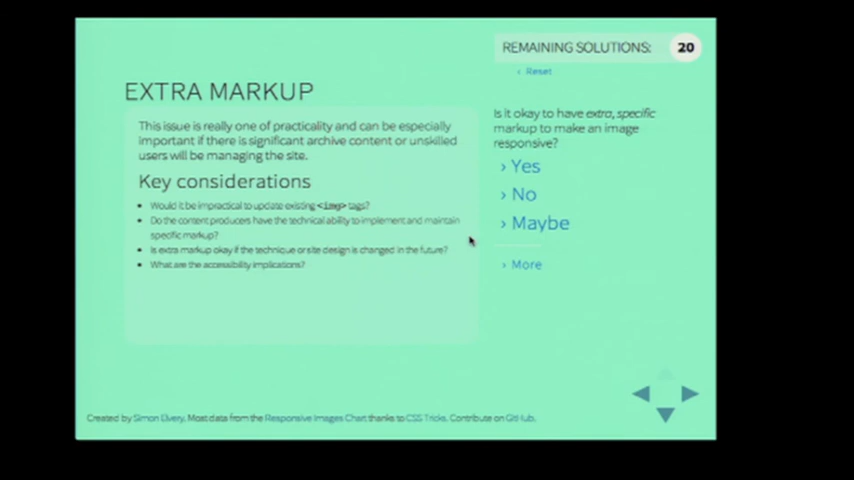 REMAINING SOLUTIONS: 20
‹ Reset
EXTRA MARKUP
This issue is really one of practicality and can be especially
important if there is significant archive content or unskilled
users will be managing the site.
Key considerations
• Would it be impractical to update existing <img> tags?
• Do the content producers have the technical ability to implement and maintain
specific markup?
• Is extra markup okay if the technique or site design is changed in the future?
• What are the accessibility implications?
Is it okay to have extra, specific
markup to make an image
responsive?
› Yes
› No
› Maybe
› More
Created by Simon Elvery. Most data from the Responsive Images Chart thanks to CSS Tricks. Contribute on GitHub.